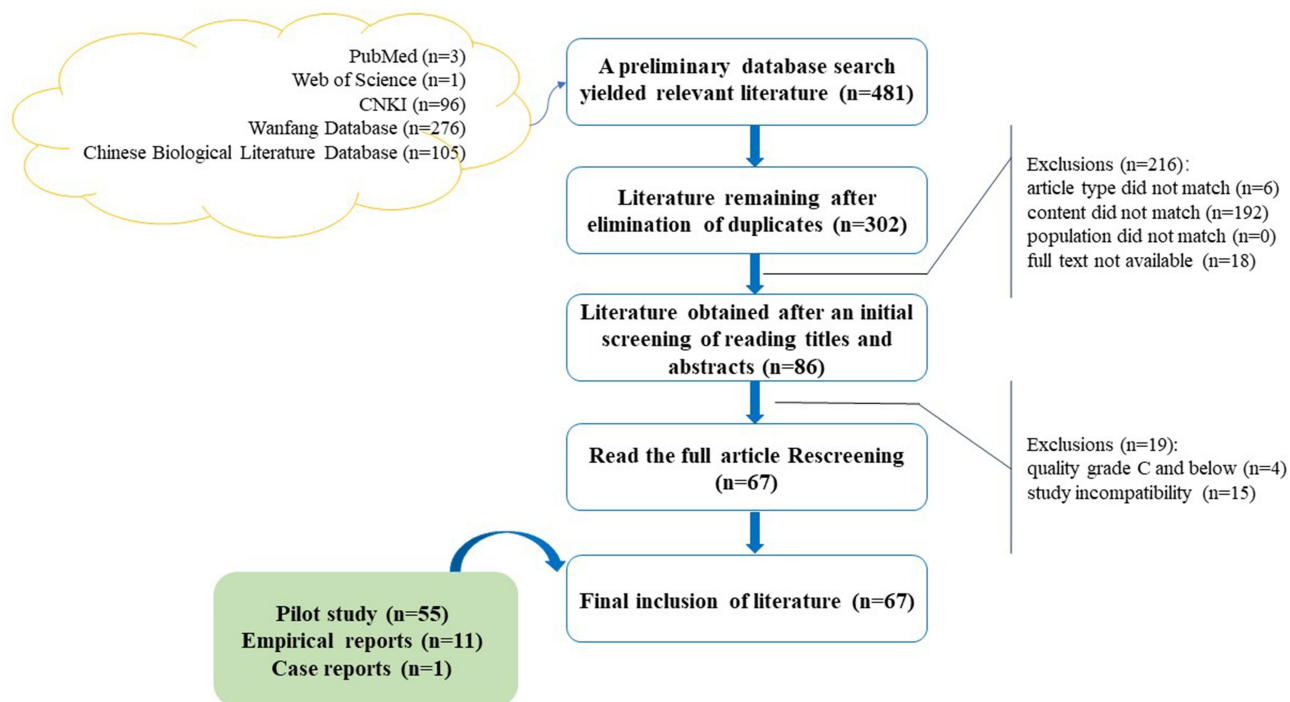 PubMed (n=3)
Web of Science (n=1)
CNKI (n=96)
Wanfang Database (n=276)
Chinese Biological Literature Database (n=105)
A preliminary database search
yielded relevant literature (n=481)
Literature remaining after
elimination of duplicates (n=302)
Exclusions (n=216):
article type did not match (n=6)
content did not match (n=192)
population did not match (n=0)
full text not available (n=18)
Literature obtained after an initial
screening of reading titles and
abstracts (n=86)
Exclusions (n=19):
quality grade C and below (n=4)
study incompatibility (n=15)
Read the full article Rescreening
(n=67)
Pilot study (n=55)
Empirical reports (n=11)
Case reports (n=1)
Final inclusion of literature (n=67)